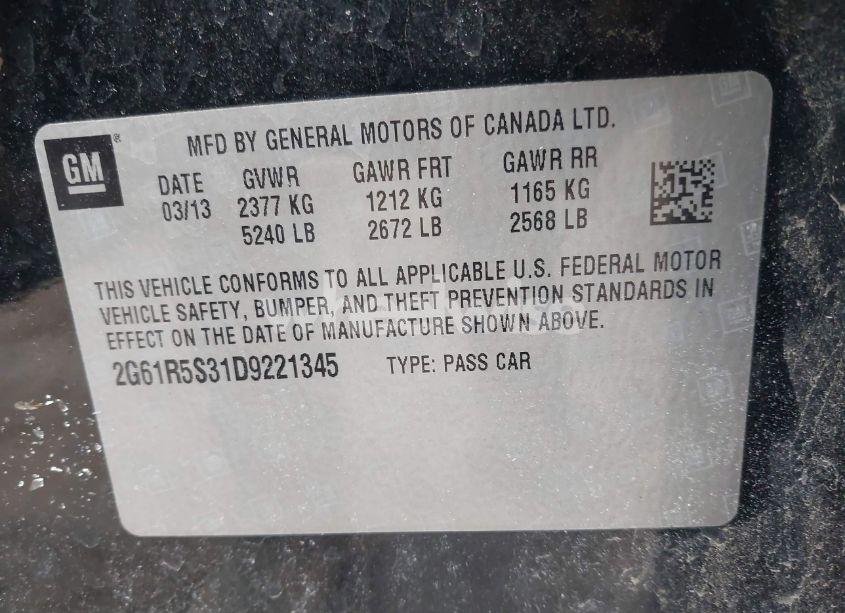 GM
®
MFD BY GENERAL MOTORS OF CANADA LTD.
DATE GVWR GAWR FRT GAWR RR
03/13 2377 KG 1212 KG 1165 KG
5240 LB 2672 LB 2568 LB
THIS VEHICLE CONFORMS TO ALL APPLICABLE U.S. FEDERAL MOTOR
VEHICLE SAFETY, BUMPER, AND THEFT PREVENTION STANDARDS IN
EFFECT ON THE DATE OF MANUFACTURE SHOWN ABOVE.
2G61R5S31D9221345 TYPE: PASS CAR